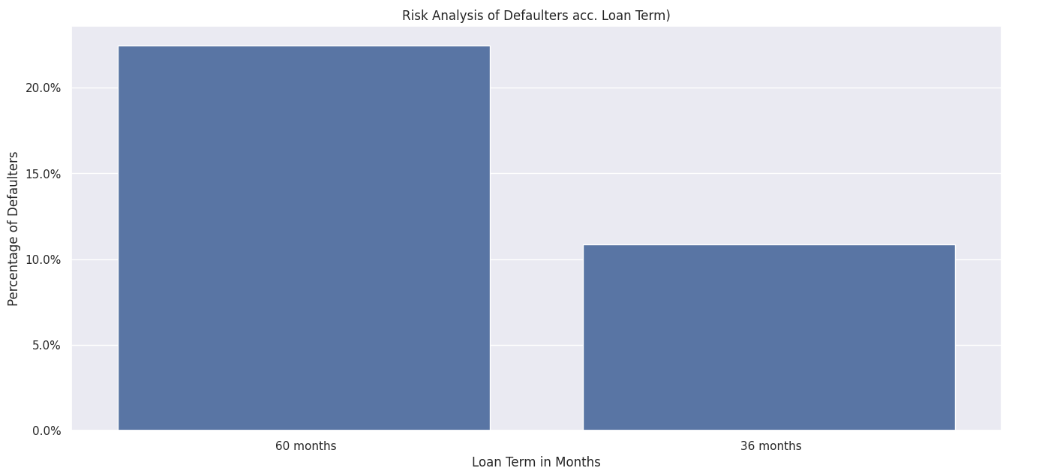 Risk Analysis of Defaulters acc. Loan Term)
Percentage of Defaulters
20.0%
15.0%
10.0%
5.0%
0.0%
60 months
36 months
Loan Term in Months